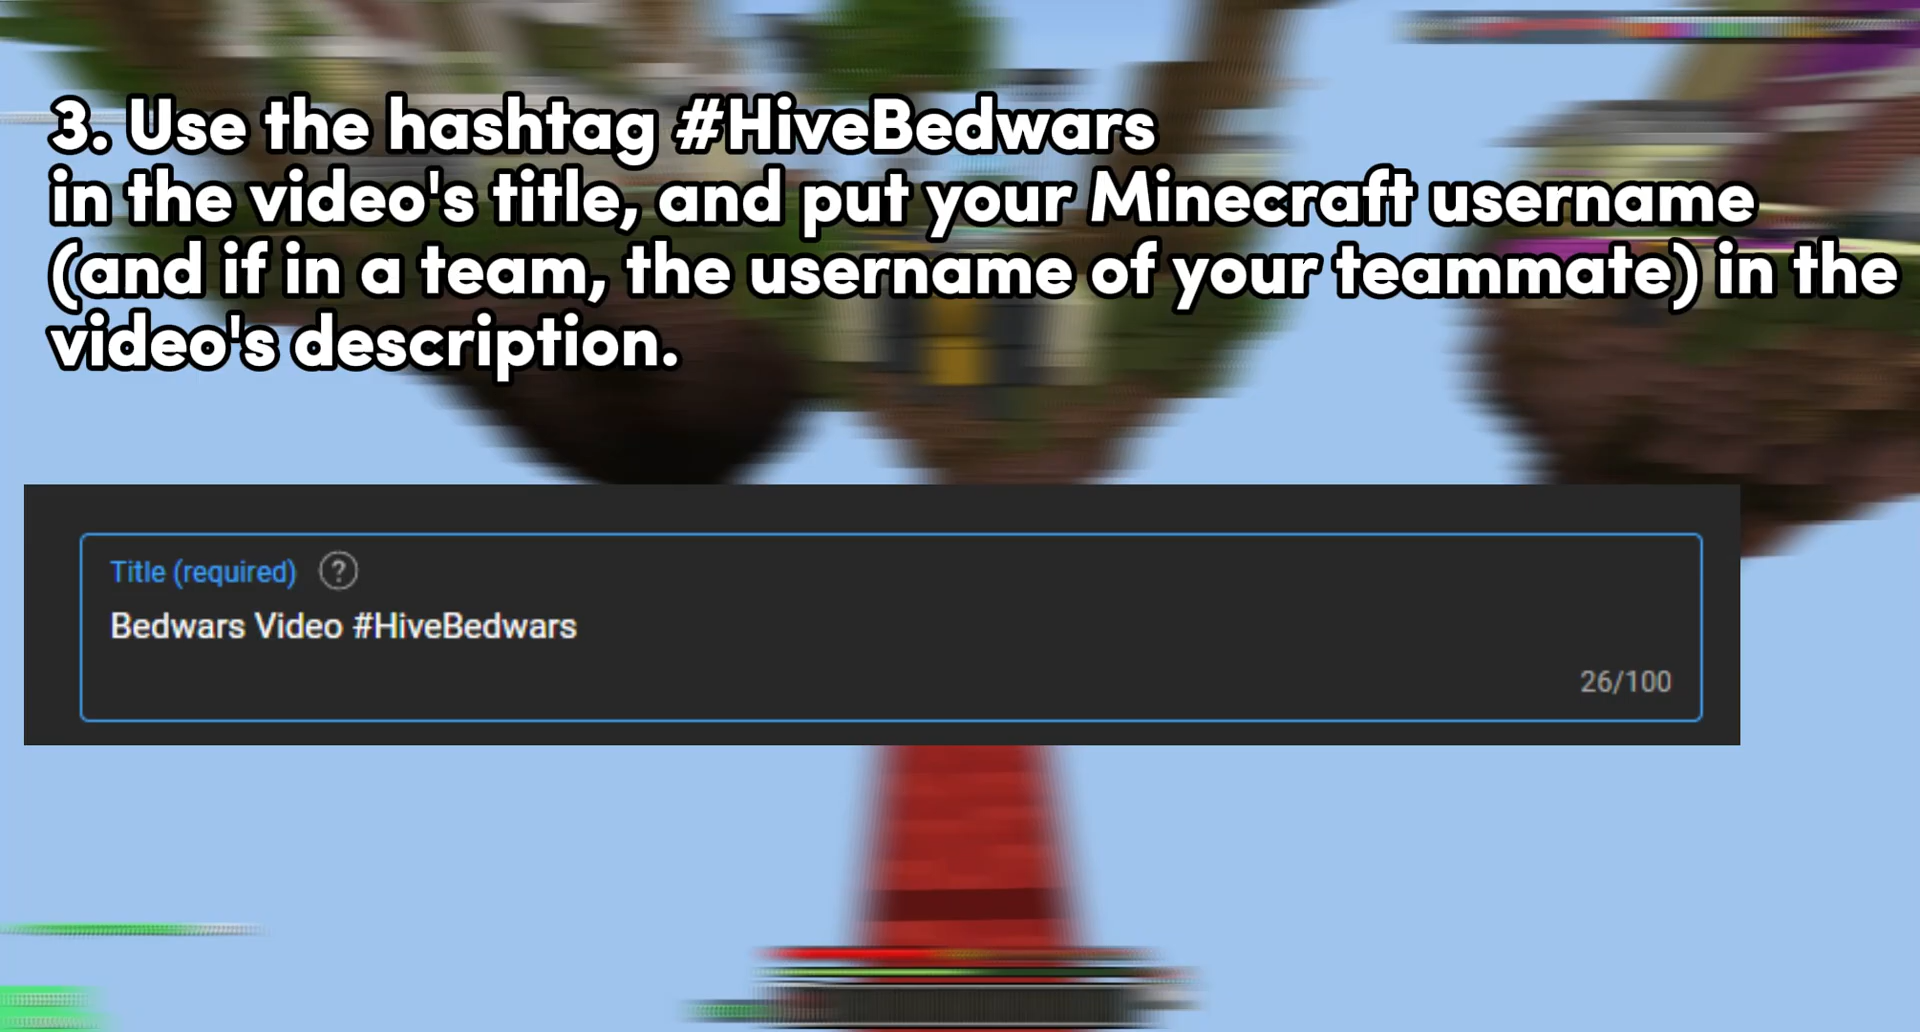 3. Use the hashtag #HiveBedwars
in the video's title, and put your Minecraft username
(and if in a team, the username of your teammate) in the
video's description.
Title (required) ?
Bedwars Video #HiveBedwars
26/100